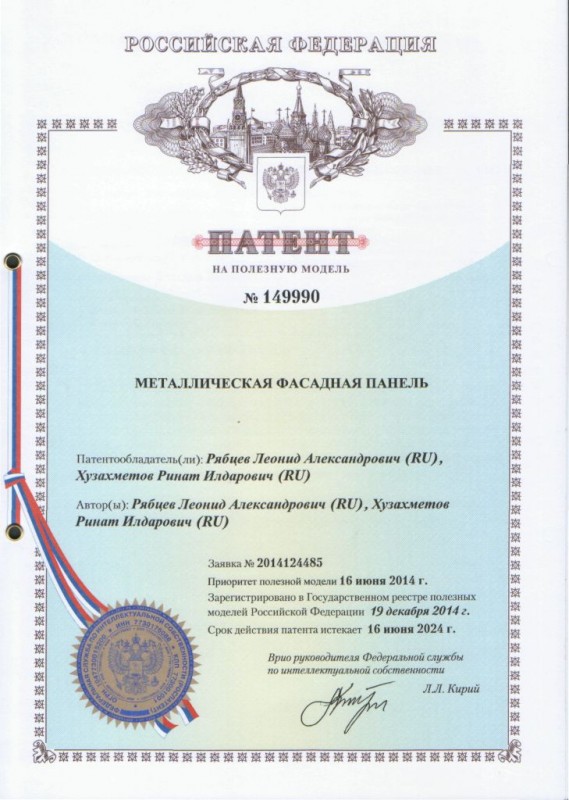 РОССИЙСКАЯ ФЕДЕРАЦИЯ
ПАТЕНТ
НА ПОЛЕЗНУЮ МОДЕЛЬ
№ 149990
МЕТАЛЛИЧЕСКАЯ ФАСАДНАЯ ПАНЕЛЬ
Патентообладатель(ли): Рябцев Леонид Александрович (RU),
Хузахметов Ринат Илдарович (RU)
Автор(ы): Рябцев Леонид Александрович (RU), Хузахметов
Ринат Илдарович (RU)
Заявка № 2014124485
Приоритет полезной модели 16 июня 2014 г.
Зарегистрировано в Государственном реестре полезных
моделей Российской Федерации 19 декабря 2014 г.
Срок действия патента истекает 16 июня 2024 г.
Врио руководителя Федеральной службы
по интеллектуальной собственности
Л.Л. Кирий